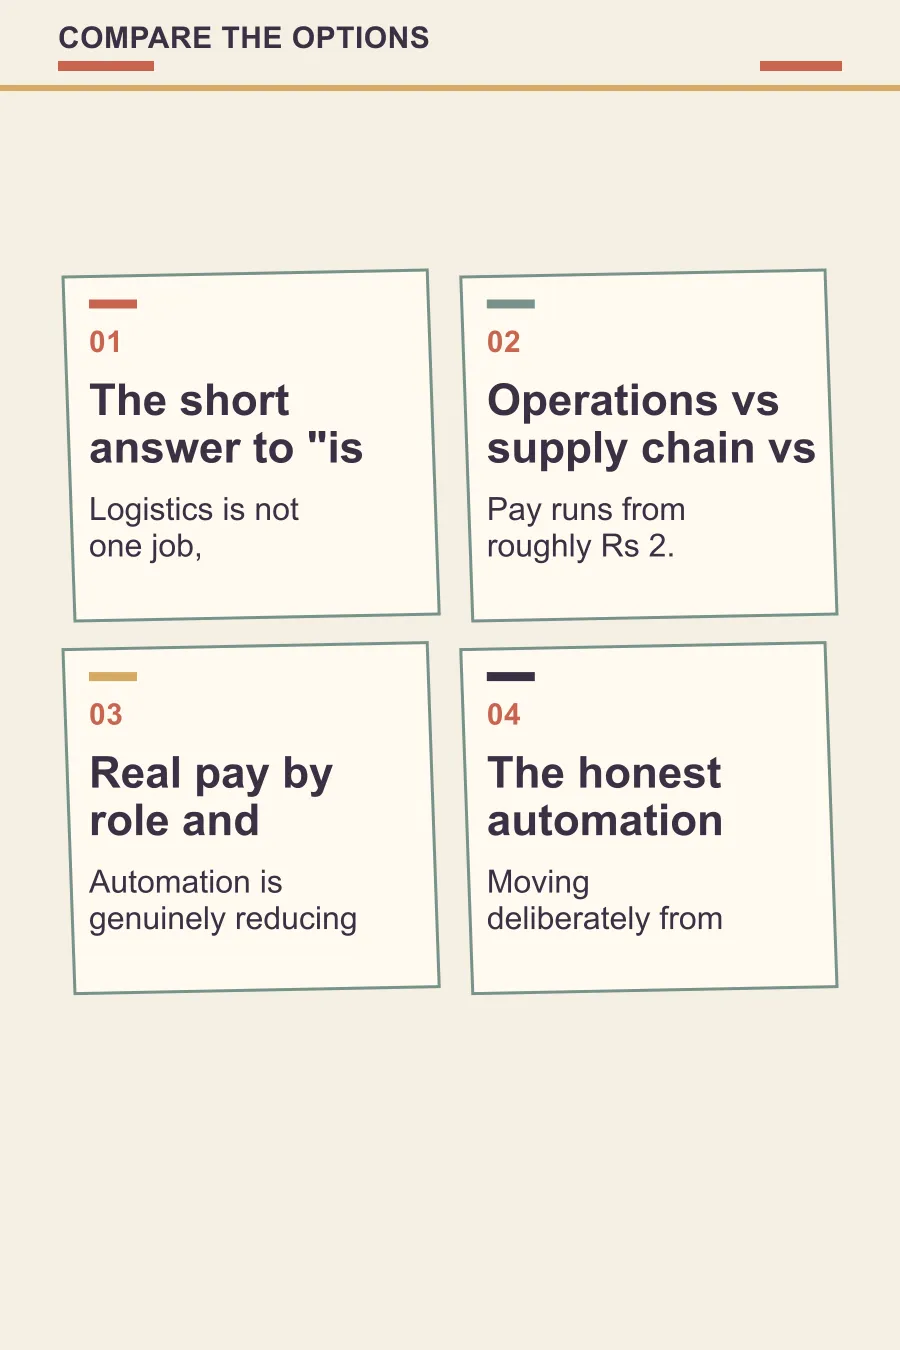 COMPARE THE OPTIONS
01
The short
answer to "is
Logistics is not
one job,
02
Operations vs
supply chain vs
Pay runs from
roughly Rs 2.
03
Real pay by
role and
Automation is
genuinely reducing
04
The honest
automation
Moving
deliberately from